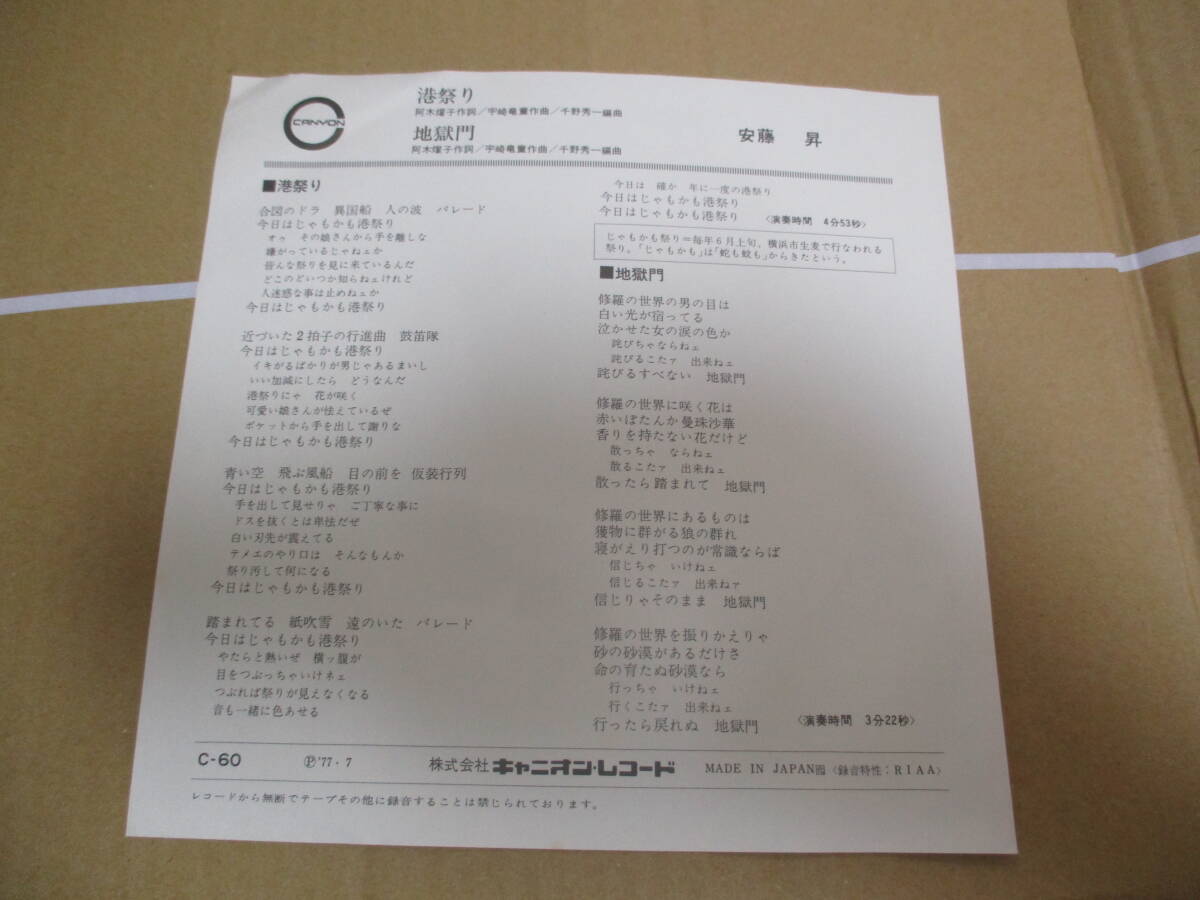 CANYON
港祭り
阿木燿子作詞／宇崎竜童作曲／千野秀一編曲
地獄門
阿木燿子作詞／宇崎竜童作曲／千野秀一編曲
安藤 昇
■港祭り
合図のドラ 異国船 人の波 パレード
今日はじゃもかも港祭り
オゥ その娘さんから手を離しな
嫌がっているじゃねェか
皆んな祭りを見に来ているんだ
どこのどいつか知らねェけれど
人迷惑な事は止めねェか
今日はじゃもかも港祭り
近づいた2拍子の行進曲 鼓笛隊
今日はじゃもかも港祭り
イキがるばかりが男じゃあるまいし
いい加減にしたら どうなんだ
港祭りにゃ 花が咲く
可愛い娘さんが怯えているぜ
ポケットから手を出して謝りな
今日はじゃもかも港祭り
青い空 飛ぶ風船 目の前を 仮装行列
今日はじゃもかも港祭り
手を出して見せりゃ ご丁寧な事に
ドスを抜くとは卑怯だぜ
白い刃先が震えてる
テメエのやり口は そんなもんか
祭り汚して何になる
今日はじゃもかも港祭り
踏まれてる 紙吹雪 遠のいた パレード
今日はじゃもかも港祭り
やたらと熱いぜ 横ッ腹が
目をつぶっちゃいけネェ
つぶれば祭りが見えなくなる
音も一緒に色あせる
今日は 確か 年に一度の港祭り
今日はじゃもかも港祭り
今日はじゃもかも港祭り 〈演奏時間 4分53秒〉
じゃもかも祭り＝毎年6月上旬、横浜市生麦で行なわれる
祭り。「じゃもかも」は「蛇も蚊も」からきたという。
■地獄門
修羅の世界の男の目は
白い光が宿ってる
泣かせた女の涙の色か
詫びちゃならねェ
詫びるこたァ 出来ねェ
詫びるすべない 地獄門
修羅の世界に咲く花は
赤いぼたんか曼珠沙華
香りを持たない花だけど
散っちゃ ならねェ
散るこたァ 出来ねェ
散ったら踏まれて 地獄門
修羅の世界にあるものは
獲物に群がる狼の群れ
寝がえり打つのが常識ならば
信じちゃ いけねェ
信じるこたァ 出来ねァ
信じりゃそのまま 地獄門
修羅の世界を振りかえりゃ
砂の砂漠があるだけさ
命の育たぬ砂漠なら
行っちゃ いけねェ
行くこたァ 出来ねェ
行ったら戻れぬ 地獄門 〈演奏時間 3分22秒〉
C-60 Ⓟ'77・7 株式会社 キャニオン・レコード MADE IN JAPAN 〈録音特性：RIAA〉
レコードから無断でテープその他に録音することは禁じられております。